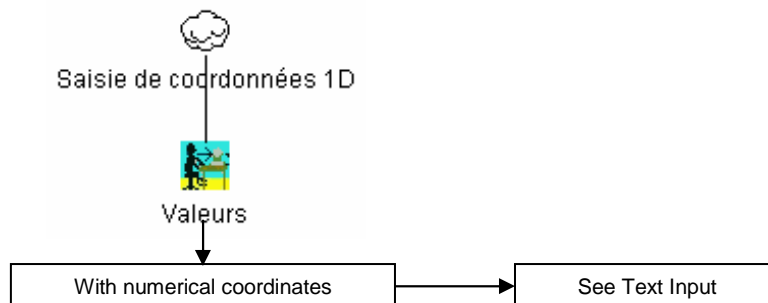 Saisie de coordonnées 1D
Valeurs
With numerical coordinates
See Text Input